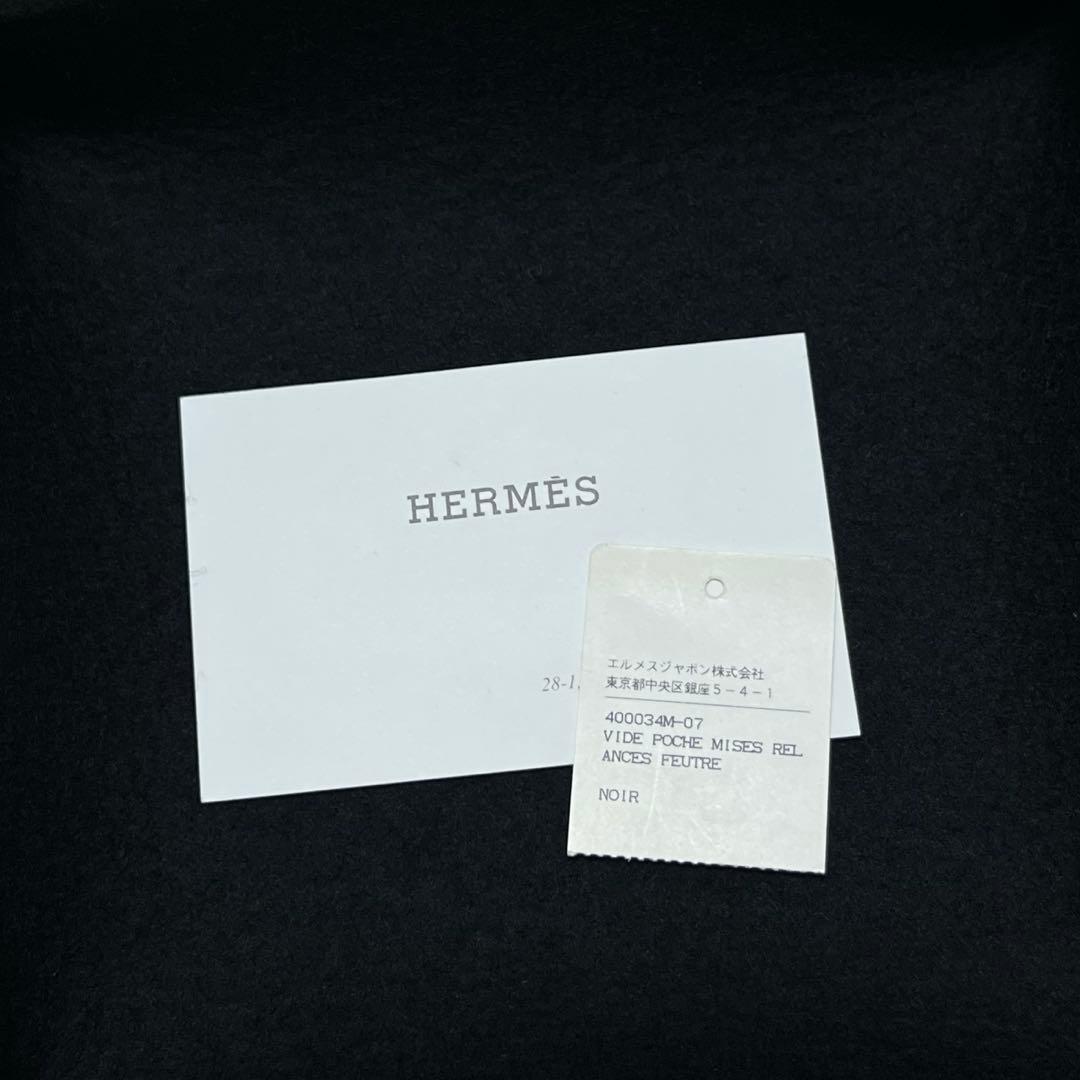 HERMÈS
28-1,
エルメスジャポン株式会社
東京都中央区銀座5-4-1
400034M-07
VIDE POCHE MISES REL
ANCES FEUTRE
NOIR